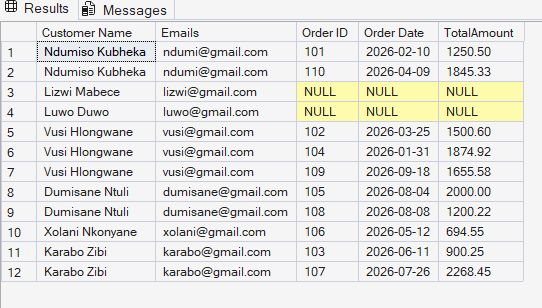 Results Messages
Customer Name Emails Order ID Order Date TotalAmount
1 Ndumiso Kubheka ndumi@gmail.com 101 2026-02-10 1250.50
2 Ndumiso Kubheka ndumi@gmail.com 110 2026-04-09 1845.33
3 Lizwi Mabece lizwi@gmail.com NULL NULL NULL
4 Luwo Duwo luwo@gmail.com NULL NULL NULL
5 Vusi Hlongwane vusi@gmail.com 102 2026-03-25 1500.60
6 Vusi Hlongwane vusi@gmail.com 104 2026-01-31 1874.92
7 Vusi Hlongwane vusi@gmail.com 109 2026-09-18 1655.58
8 Dumisane Ntuli dumisane@gmail.com 105 2026-08-04 2000.00
9 Dumisane Ntuli dumisane@gmail.com 108 2026-08-08 1200.22
10 Xolani Nkonyane xolani@gmail.com 106 2026-05-12 694.55
11 Karabo Zibi karabo@gmail.com 103 2026-06-11 900.25
12 Karabo Zibi karabo@gmail.com 107 2026-07-26 2268.45